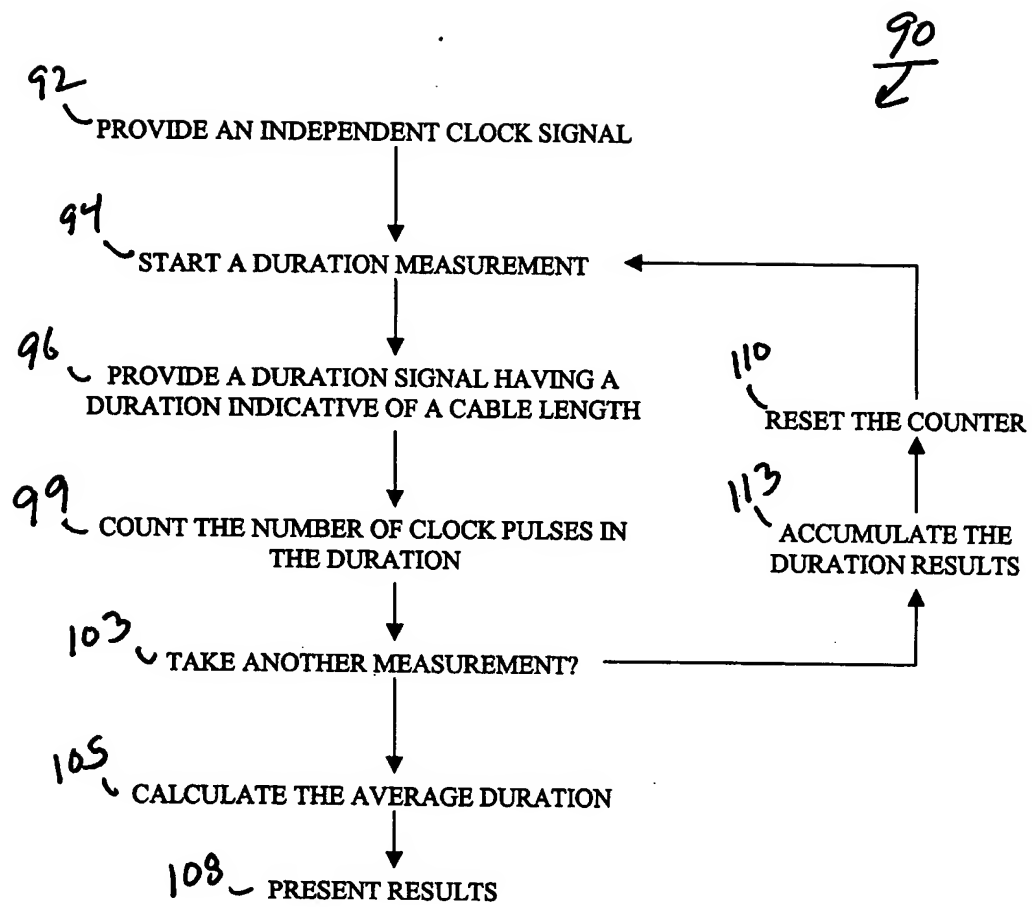 90
92
PROVIDE AN INDEPENDENT CLOCK SIGNAL
94
START A DURATION MEASUREMENT
96
PROVIDE A DURATION SIGNAL HAVING A
DURATION INDICATIVE OF A CABLE LENGTH
110
RESET THE COUNTER
99
COUNT THE NUMBER OF CLOCK PULSES IN
THE DURATION
113
ACCUMULATE THE
DURATION RESULTS
103
TAKE ANOTHER MEASUREMENT?
105
CALCULATE THE AVERAGE DURATION
108
PRESENT RESULTS